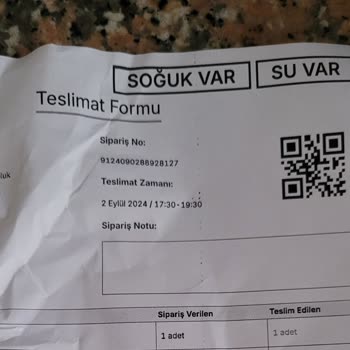 SOĞUK VAR
SU VAR
Teslimat Formu
Sipariş No:
9124090288928127
Teslimat Zamanı:
2 Eylül 2024 / 17:30-19:30
luk
Sipariş Notu:
Sipariş Verilen
Teslim Edilen
1 adet
1 adet